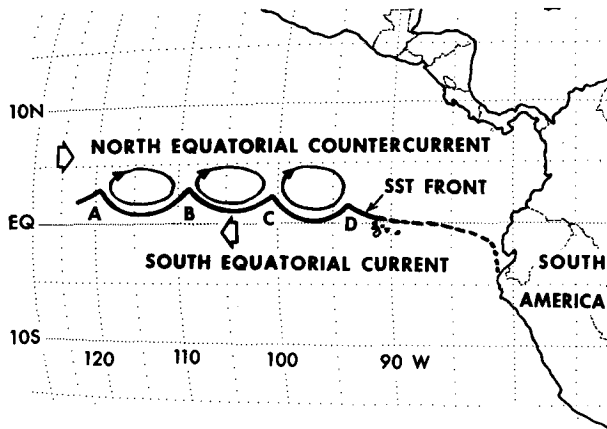 10N
NORTH EQUATORIAL COUNTERCURRENT
SST FRONT
A B C D
EQ
SOUTH EQUATORIAL CURRENT
SOUTH
AMERICA
10S
120 110 100 90 W